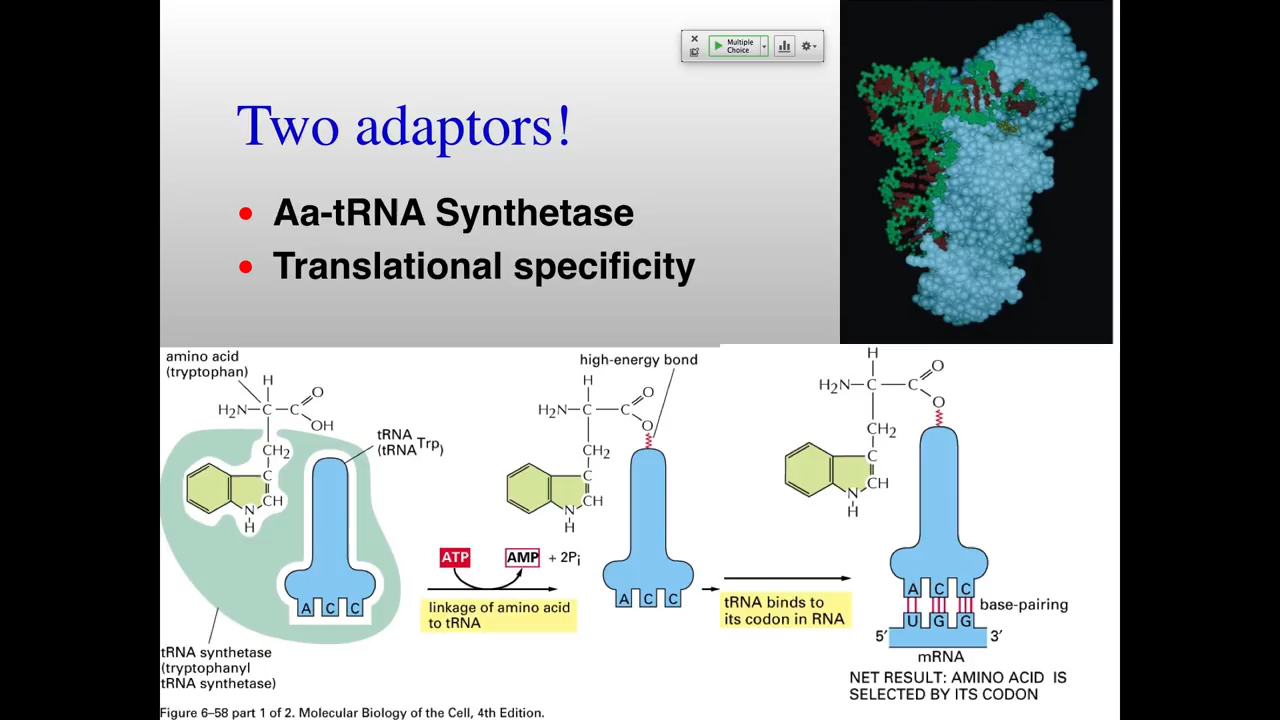 Multiple
Choice
Two adaptors!
• Aa-tRNA Synthetase
• Translational specificity
amino acid
(tryptophan)
H
O
H₂N C C
OH
CH₂
C
CH
N
H
tRNA
(tRNA^Trp)
A C C
tRNA synthetase
(tryptophanyl
tRNA synthetase)
ATP AMP + 2Pᵢ
linkage of amino acid
to tRNA
high-energy bond
H
O
H₂N C C
O
CH₂
C
CH
N
H
A C C
tRNA binds to
its codon in RNA
H
O
H₂N C C
O
CH₂
C
CH
N
H
A C C
base-pairing
U G G
5′ 3′
mRNA
NET RESULT: AMINO ACID IS
SELECTED BY ITS CODON
Figure 6–58 part 1 of 2. Molecular Biology of the Cell, 4th Edition.